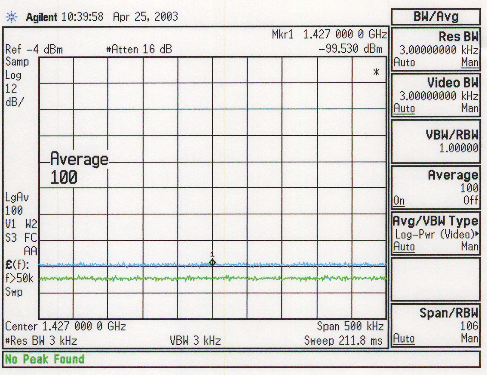 Agilent 10:39:58 Apr 25, 2003
BW/Avg
Mkr1 1.427 000 0 GHz
Ref -4 dBm #Atten 16 dB -99.530 dBm
Samp
Log
12
dB/
*
Average
100
LgAv
100
V1 W2
S3 FC
AA
£(f):
f>50k
Swp
1
Center 1.427 000 0 GHz Span 500 kHz
#Res BW 3 kHz VBW 3 kHz Sweep 211.8 ms
No Peak Found
Res BW
3.00000000 kHz
Auto Man
Video BW
3.00000000 kHz
Auto Man
VBW/RBW
1.00000
Average
100
On Off
Avg/VBW Type
Log-Pwr (Video)
Auto Man
Span/RBW
106
Auto Man